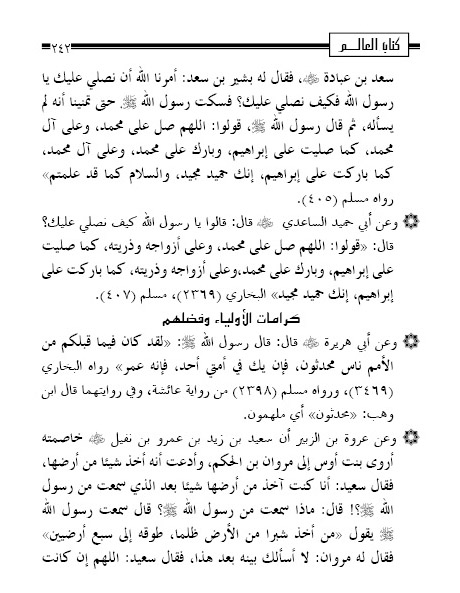 كتاب العالم ٢٤٢
سعد بن عبادة ﷺ، فقال له بشير بن سعد: أمرنا الله أن نصلي عليك يا
رسول الله فكيف نصلي عليك؟ فسكت رسول الله ﷺ. حتى تمنينا أنه لم
يسأله، ثم قال رسول الله ﷺ، قولوا: اللهم صل على محمد، وعلى آل
محمد، كما صليت على إبراهيم، وبارك على محمد، وعلى آل محمد،
كما باركت على إبراهيم، إنك حميد مجيد، والسلام كما قد علمتم»
رواه مسلم (٤٠٥).
وعن أبي حميد الساعدي ﷺ قال: قالوا يا رسول الله كيف نصلي عليك؟
قال: «قولوا: اللهم صل على محمد، وعلى أزواجه وذريته، كما صليت
على إبراهيم، وبارك على محمد،وعلى أزواجه وذريته، كما باركت على
إبراهيم، إنك حميد مجيد» البخاري (٢٣٦٩)، مسلم (٤٠٧).
كرامات الأولياء وفضلهم
وعن أبي هريرة ﷺ قال: قال رسول الله ﷺ: «لقد كان فيما قبلكم من
الأمم ناس محدثون، فإن يك في أمتي أحد، فإنه عمر» رواه البخاري
(٣٤٦٩)، ورواه مسلم (٢٣٩٨) من رواية عائشة، وفي روايتهما قال ابن
وهب: «محدثون» أي ملهمون.
وعن عروة بن الزبير أن سعيد بن زيد بن عمرو بن نفيل ﷺ خاصمته
أروى بنت أوس إلى مروان بن الحكم، وأدعت أنه أخذ شيئا من أرضها،
فقال سعيد: أنا كنت آخذ من أرضها شيئا بعد الذي سمعت من رسول
الله ﷺ؟! قال: ماذا سمعت من رسول الله ﷺ؟ قال سمعت رسول الله
ﷺ يقول «من أخذ شبرا من الأرض ظلما، طوقه إلى سبع أرضيين»
فقال له مروان: لا أسألك بينه بعد هذا، فقال سعيد: اللهم إن كانت